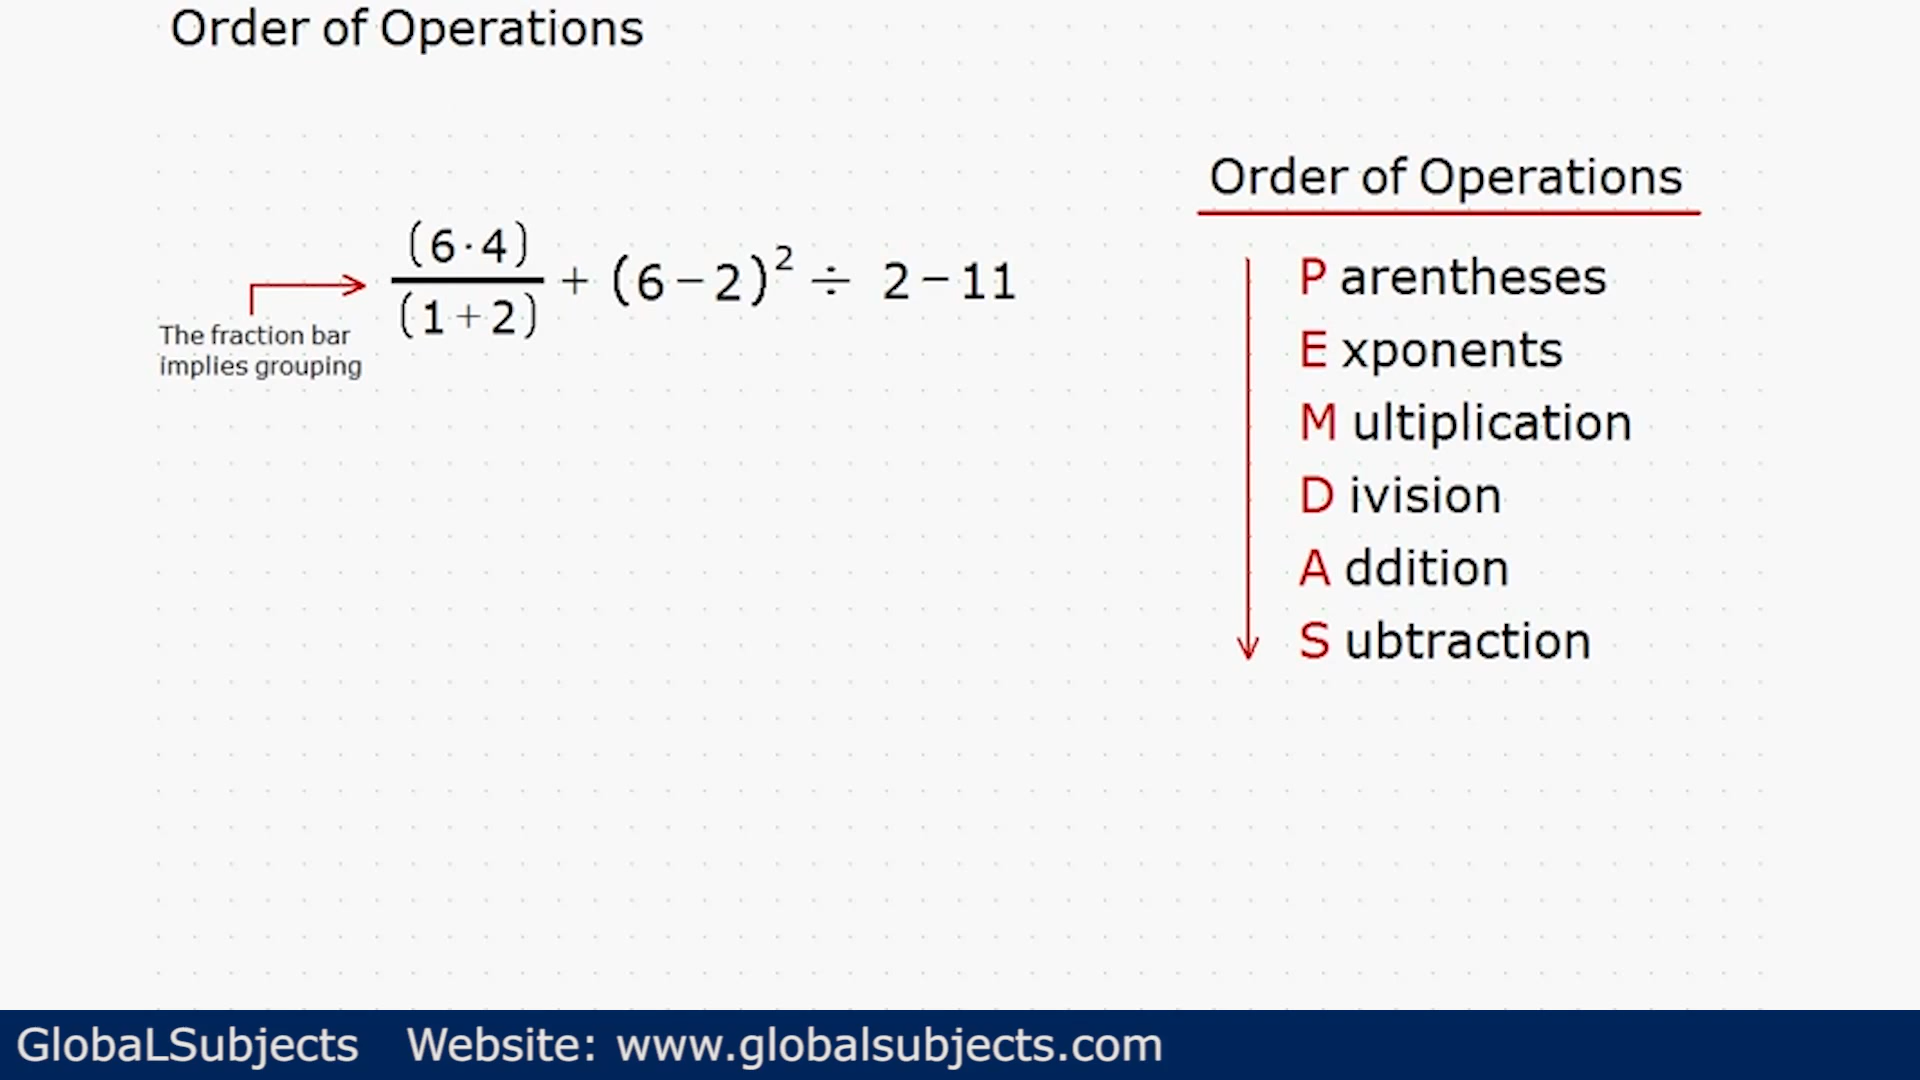 Order of Operations
(6·4)
(1+2)
+ (6−2)² ÷ 2−11
The fraction bar
implies grouping
Order of Operations
P arentheses
E xponents
M ultiplication
D ivision
A ddition
S ubtraction
GlobaLSubjects Website: www.globalsubjects.com